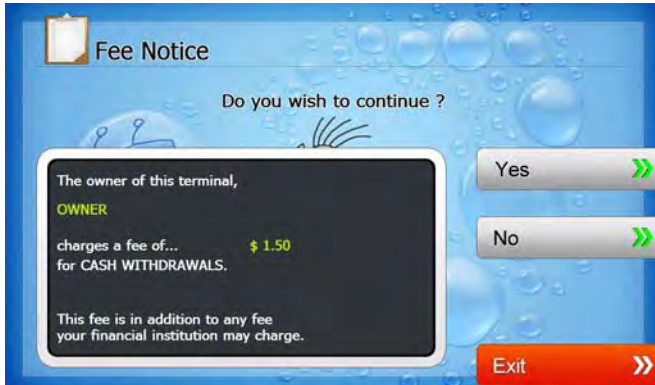 Fee Notice
Do you wish to continue ?
The owner of this terminal,
OWNER
charges a fee of... $ 1.50
for CASH WITHDRAWALS.
This fee is in addition to any fee
your financial institution may charge.
Yes
No
Exit